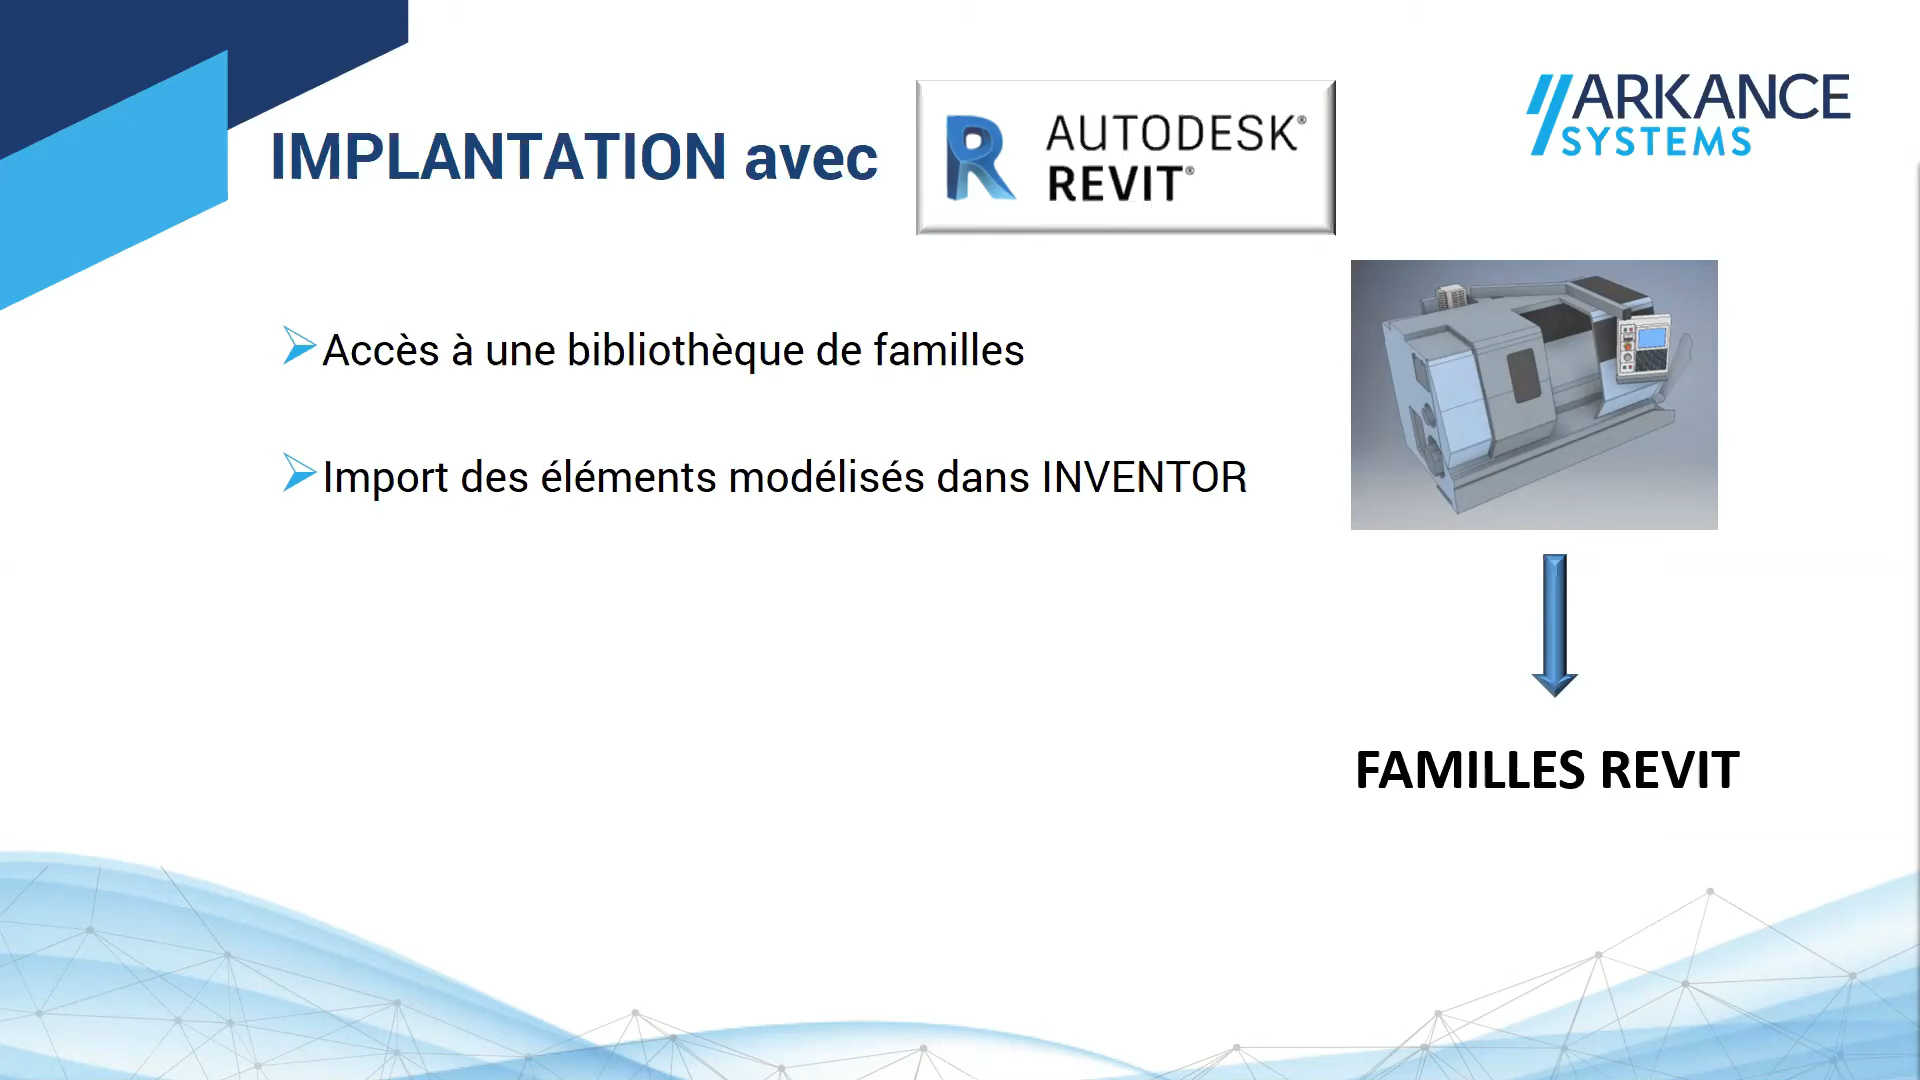 ARKANCE
SYSTEMS
IMPLANTATION avec
AUTODESK®
REVIT®
Accès à une bibliothèque de familles
Import des éléments modélisés dans INVENTOR
FAMILLES REVIT